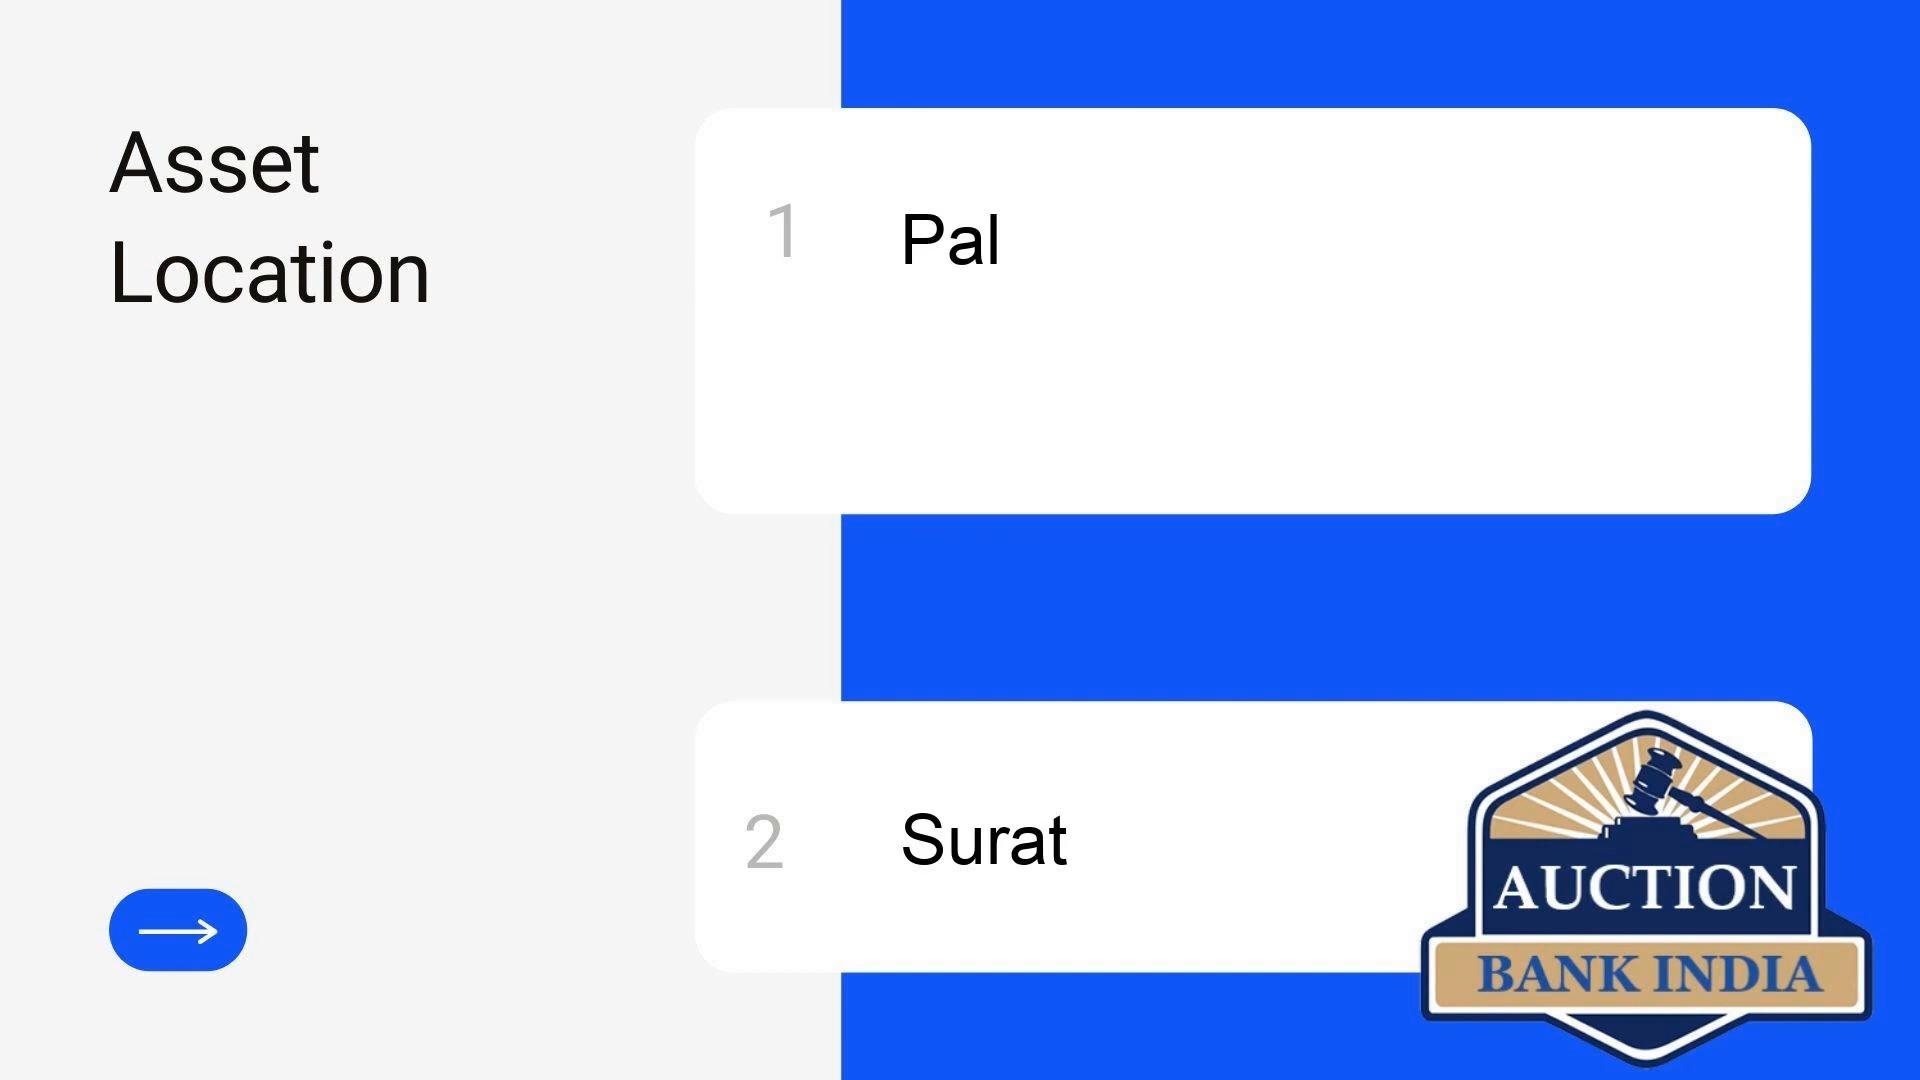 Asset
Location
1
Pal
2
Surat
AUCTION
BANK INDIA